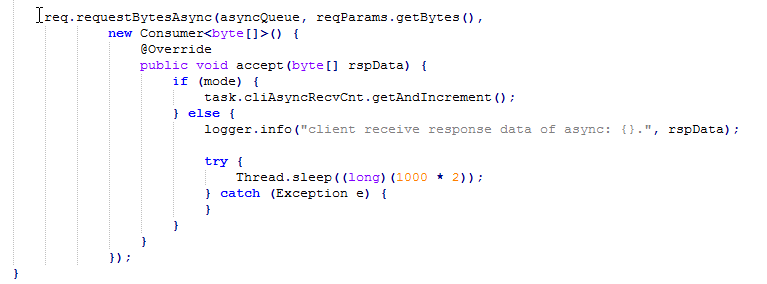 req.requestBytesAsync(asyncQueue, reqParams.getBytes(),
new Consumer<byte[]>() {
@Override
public void accept(byte[] rspData) {
if (mode) {
task.cliAsyncRecvCnt.getAndIncrement();
} else {
logger.info("client receive response data of async: {}.", rspData);
try {
Thread.sleep((long)(1000 * 2));
} catch (Exception e) {
}
}
}
});
}